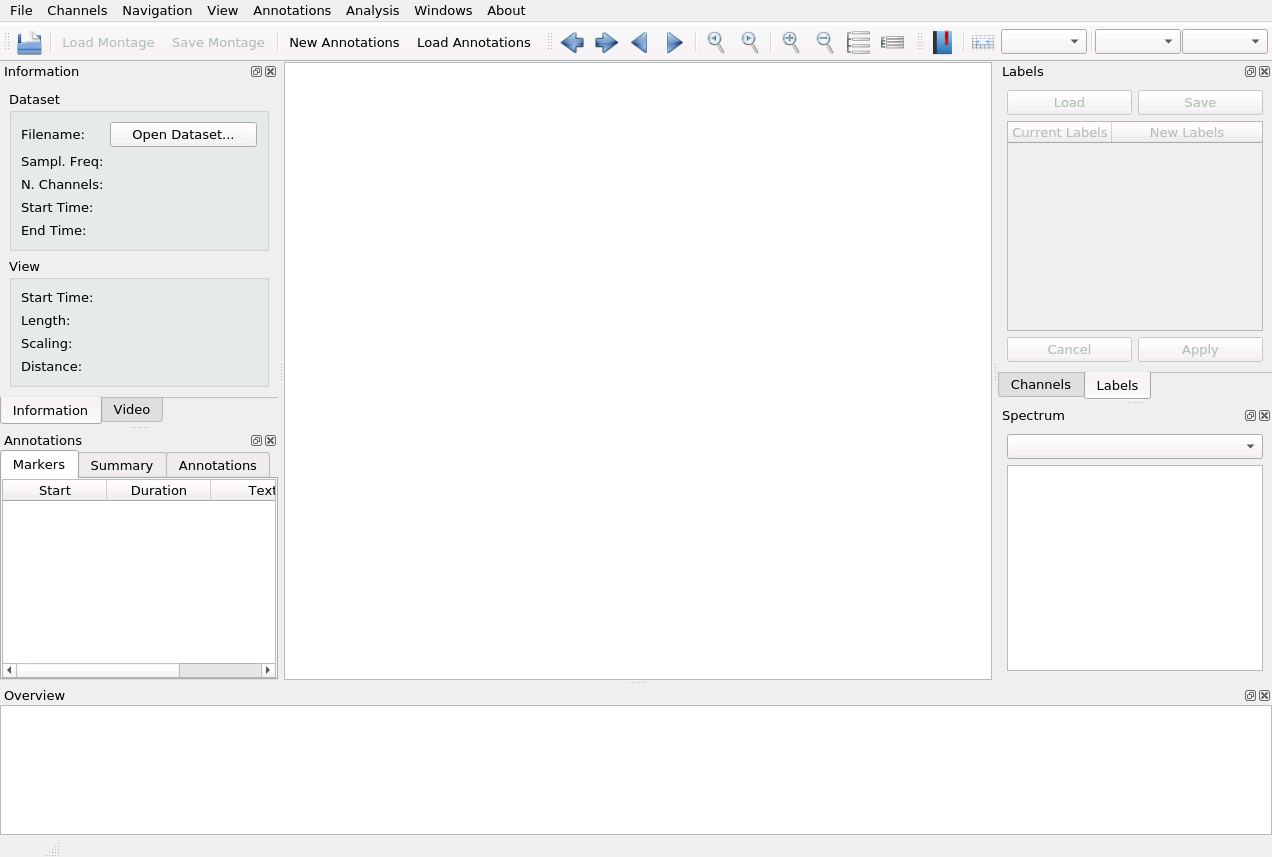 File Channels Navigation View Annotations Analysis Windows About
Load Montage Save Montage New Annotations Load Annotations
Information
Dataset
Filename: Open Dataset...
Sampl. Freq:
N. Channels:
Start Time:
End Time:
View
Start Time:
Length:
Scaling:
Distance:
Information Video
Annotations
Markers Summary Annotations
Start Duration Text
Labels
Load Save
Current Labels New Labels
Cancel Apply
Channels Labels
Spectrum
Overview